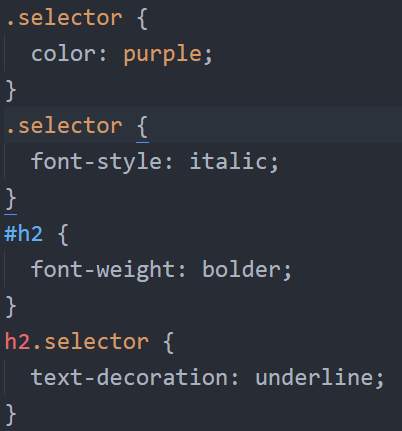 .selector {
  color: purple;
}
.selector {
  font-style: italic;
}
#h2 {
  font-weight: bolder;
}
h2.selector {
  text-decoration: underline;
}